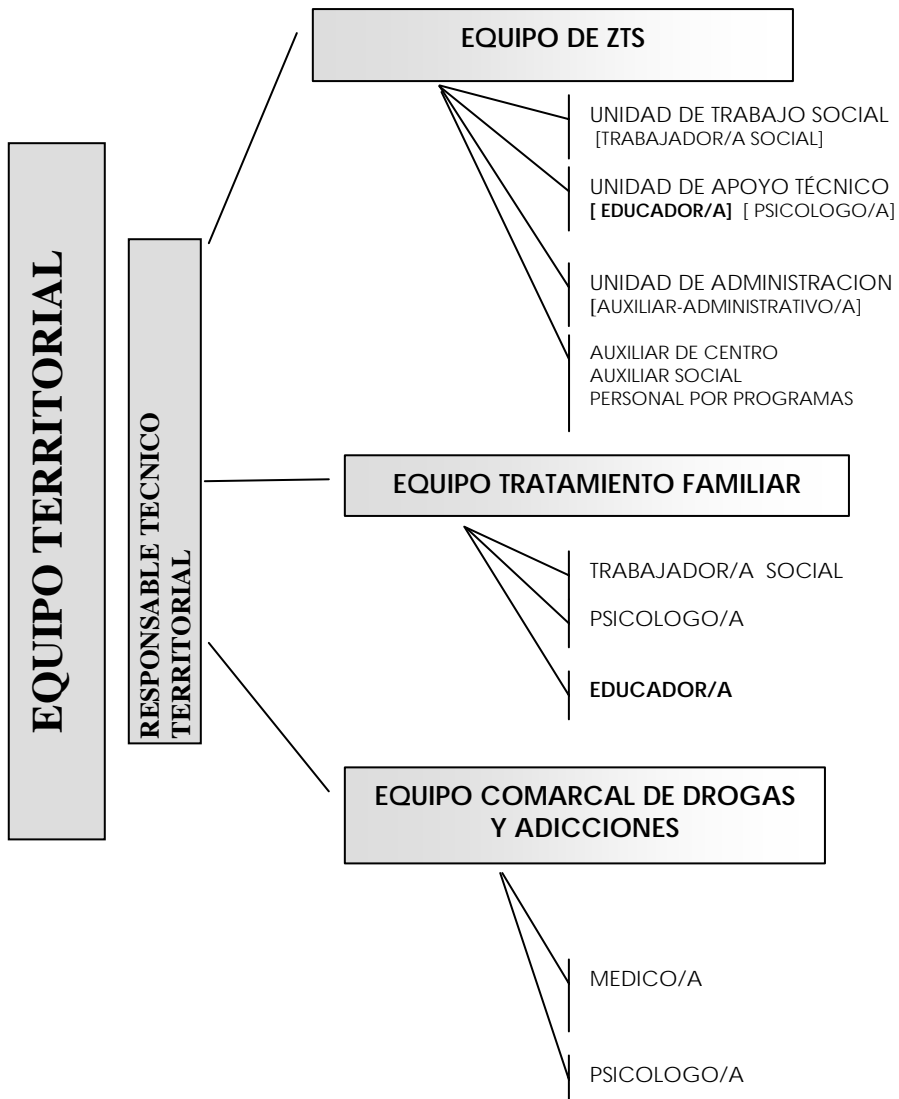 EQUIPO TERRITORIAL
RESPONSABLE TECNICO
TERRITORIAL
EQUIPO DE ZTS
UNIDAD DE TRABAJO SOCIAL
[TRABAJADOR/A SOCIAL]
UNIDAD DE APOYO TÉCNICO
[ EDUCADOR/A] [ PSICOLOGO/A]
UNIDAD DE ADMINISTRACION
[AUXILIAR-ADMINISTRATIVO/A]
AUXILIAR DE CENTRO
AUXILIAR SOCIAL
PERSONAL POR PROGRAMAS
EQUIPO TRATAMIENTO FAMILIAR
TRABAJADOR/A SOCIAL
PSICOLOGO/A
EDUCADOR/A
EQUIPO COMARCAL DE DROGAS
Y ADICCIONES
MEDICO/A
PSICOLOGO/A